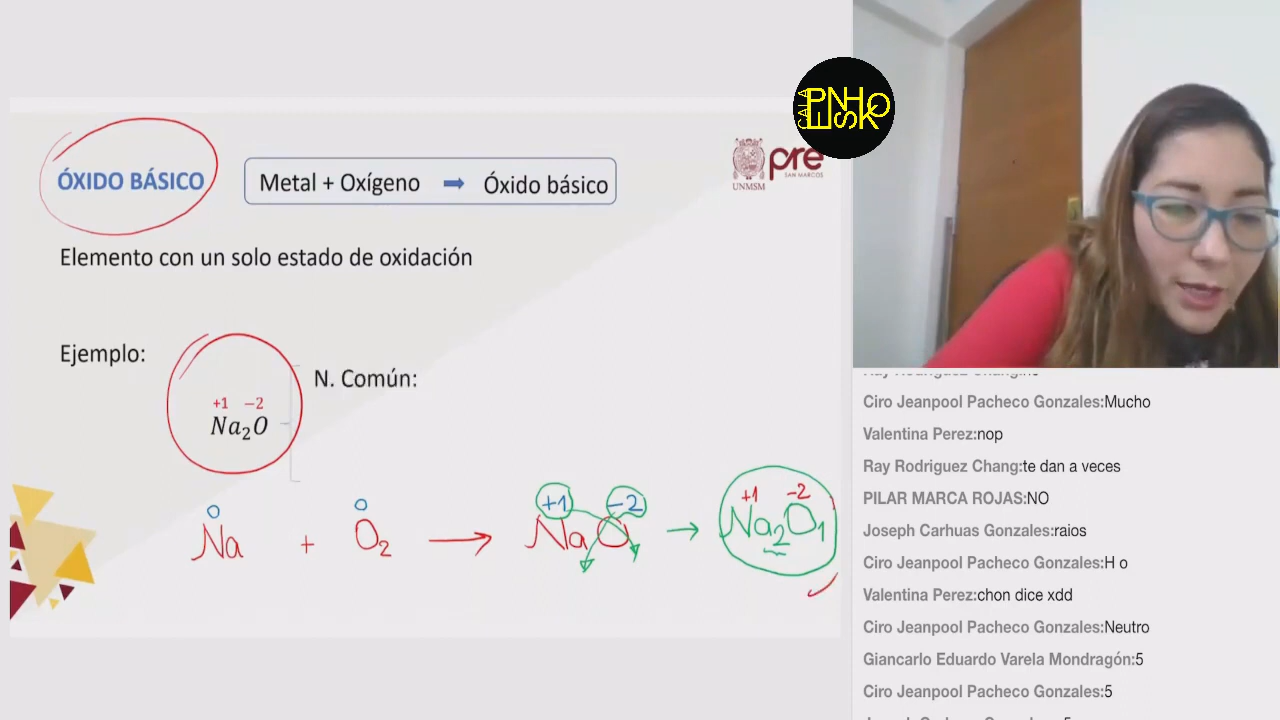 ÓXIDO BÁSICO
Metal + Oxígeno → Óxido básico
UNMSM
pre
SAN MARCOS
CALA
PENHOSK
Elemento con un solo estado de oxidación
Ejemplo:
N. Común:
+1 −2
Na₂O
0 0 +1 −2 +1 −2
Na + O₂ → NaO → Na₂O₁
Ciro Jeanpool Pacheco Gonzales:Mucho
Valentina Perez:nop
Ray Rodriguez Chang:te dan a veces
PILAR MARCA ROJAS:NO
Joseph Carhuas Gonzales:raios
Ciro Jeanpool Pacheco Gonzales:H o
Valentina Perez:chon dice xdd
Ciro Jeanpool Pacheco Gonzales:Neutro
Giancarlo Eduardo Varela Mondragón:5
Ciro Jeanpool Pacheco Gonzales:5